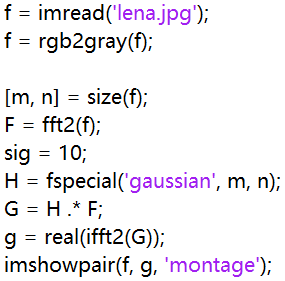 f = imread('lena.jpg');
f = rgb2gray(f);
[m, n] = size(f);
F = fft2(f);
sig = 10;
H = fspecial('gaussian', m, n);
G = H .* F;
g = real(ifft2(G));
imshowpair(f, g, 'montage');